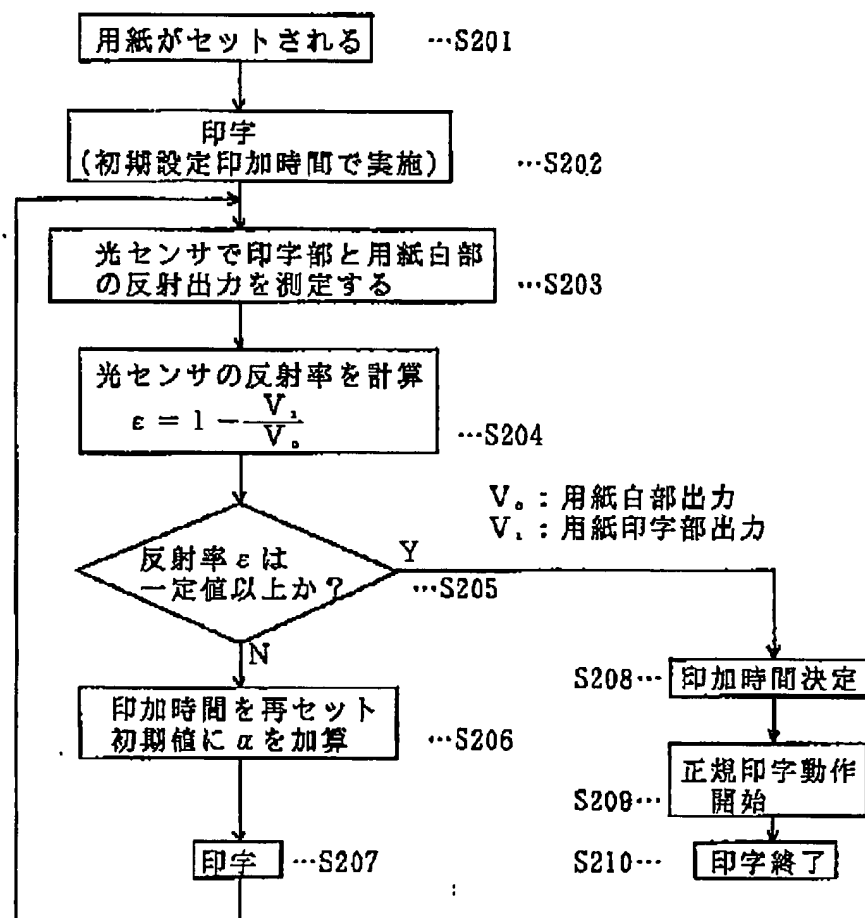 用紙がセットされる …S201
印字
(初期設定印加時間で実施) …S202
光センサで印字部と用紙白部
の反射出力を測定する …S203
光センサの反射率を計算
ε = 1 - V₁/V₀ …S204
V₀ : 用紙白部出力
V₁ : 用紙印字部出力
反射率εは
一定値以上か? …S205
Y
N
S208… 印加時間決定
印加時間を再セット
初期値にαを加算 …S206
正規印字動作
S209… 開始
印字 …S207
S210… 印字終了